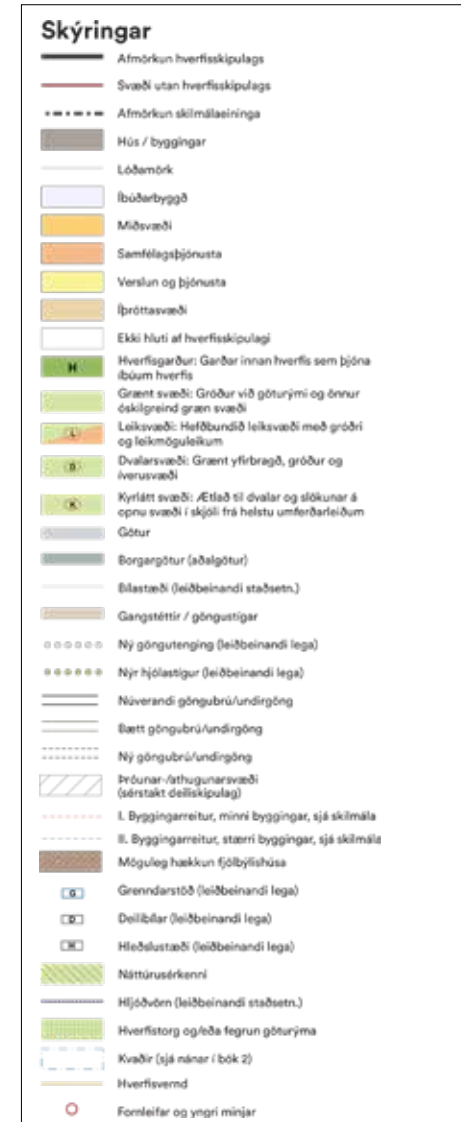 Skýringar
Afmörkun hverfisskipulags
Svæði utan hverfisskipulags
Afmörkun skilmálaeininga
Hús / byggingar
Lóðamörk
Íbúðarbyggð
Miðsvæði
Samfélagsþjónusta
Verslun og þjónusta
Íþróttasvæði
Ekki hluti af hverfisskipulagi
H
Hverfisgarður: Garðar innan hverfis sem þjóna
íbúum hverfis
Grænt svæði: Gróður við göturými og önnur
óskilgreind græn svæði
L
Leiksvæði: Hefðbundið leiksvæði með gróðri
og leikmöguleikum
D
Dvalarsvæði: Grænt yfirbragð, gróður og
íverusvæði
K
Kyrlátt svæði: Ætlað til dvalar og slökunar á
opnu svæði í skjóli frá helstu umferðarleiðum
Götur
Borgargötur (aðalgötur)
Bílastæði (leiðbeinandi staðsetn.)
Gangstéttir / göngustígar
Ný göngutenging (leiðbeinandi lega)
Nýr hjólastígur (leiðbeinandi lega)
Núverandi göngubrú/undirgöng
Bætt göngubrú/undirgöng
Ný göngubrú/undirgöng
Þróunar-/athugunarsvæði
(sérstakt deiliskipulag)
I. Byggingarreitur, minni byggingar, sjá skilmála
II. Byggingarreitur, stærri byggingar, sjá skilmála
Möguleg hækkun fjölbýlishúsa
G
Grenndarstöð (leiðbeinandi lega)
D
Deilibílar (leiðbeinandi lega)
H
Hleðslustæði (leiðbeinandi lega)
Náttúrusérkenni
Hljóðvörn (leiðbeinandi staðsetn.)
Hverfistorg og/eða fegrun göturýma
Kvaðir (sjá nánar í bók 2)
Hverfisvernd
Fornleifar og yngri minjar